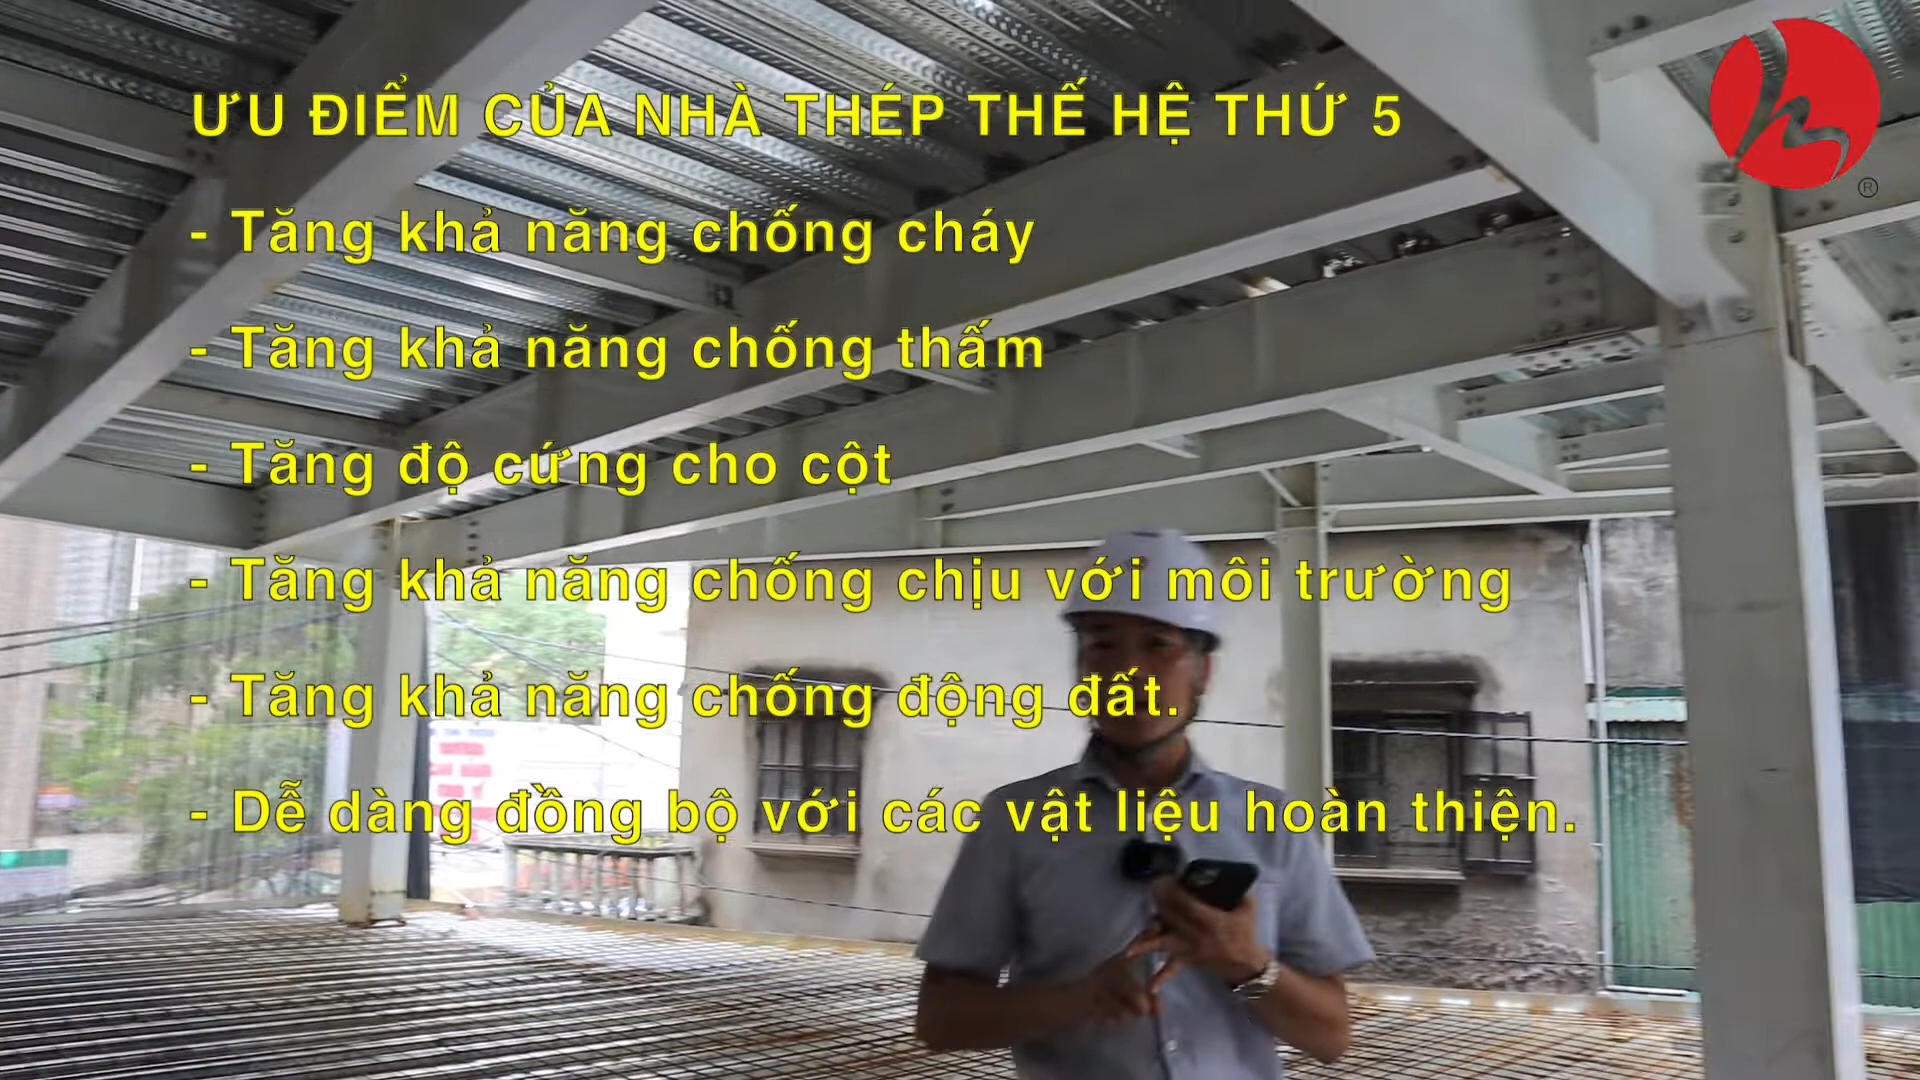 ƯU ĐIỂM CỦA NHÀ THÉP THẾ HỆ THỨ 5
- Tăng khả năng chống cháy
- Tăng khả năng chống thấm
- Tăng độ cứng cho cột
- Tăng khả năng chống chịu với môi trường
- Tăng khả năng chống động đất.
- Dễ dàng đồng bộ với các vật liệu hoàn thiện.
®